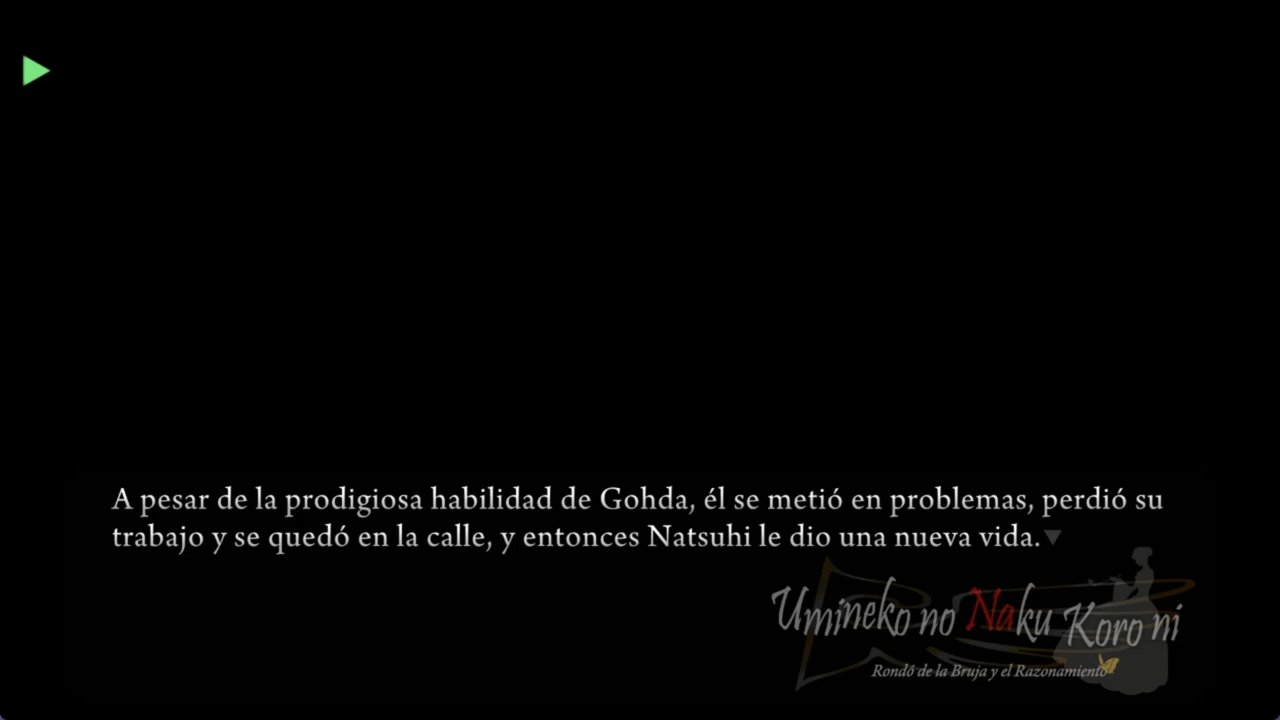 A pesar de la prodigiosa habilidad de Gohda, él se metió en problemas, perdió su
trabajo y se quedó en la calle, y entonces Natsuhi le dio una nueva vida.
Umineko no Naku Koro ni
Rondó de la Bruja y el Razonamiento